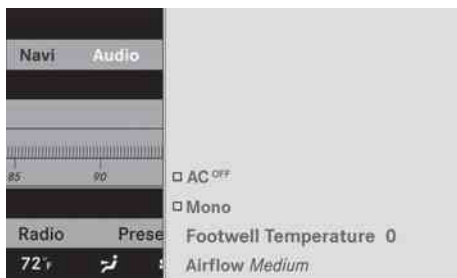 Navi Audio
85 90
AC OFF
Mono
Radio Prese
Footwell Temperature 0
72°F
Airflow Medium